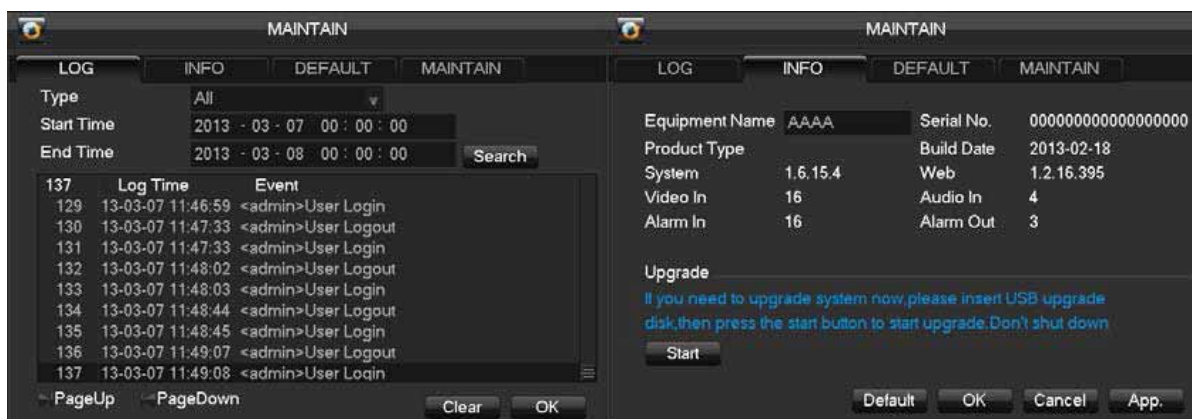 MAINTAIN
LOG INFO DEFAULT MAINTAIN
Type All
Start Time 2013 - 03 - 07 00 : 00 : 00
End Time 2013 - 03 - 08 00 : 00 : 00 Search
137 Log Time Event
129 13-03-07 11:46:59 <admin>User Login
130 13-03-07 11:47:33 <admin>User Logout
131 13-03-07 11:47:33 <admin>User Login
132 13-03-07 11:48:02 <admin>User Logout
133 13-03-07 11:48:03 <admin>User Login
134 13-03-07 11:48:44 <admin>User Logout
135 13-03-07 11:48:45 <admin>User Login
136 13-03-07 11:49:07 <admin>User Logout
137 13-03-07 11:49:08 <admin>User Login
PageUp PageDown
Clear OK
MAINTAIN
LOG INFO DEFAULT MAINTAIN
Equipment Name AAAA Serial No. 000000000000000000
Product Type Build Date 2013-02-18
System 1.6.15.4 Web 1.2.16.395
Video In 16 Audio In 4
Alarm In 16 Alarm Out 3
Upgrade
If you need to upgrade system now,please insert USB upgrade
disk,then press the start button to start upgrade.Don't shut down
Start
Default OK Cancel App.